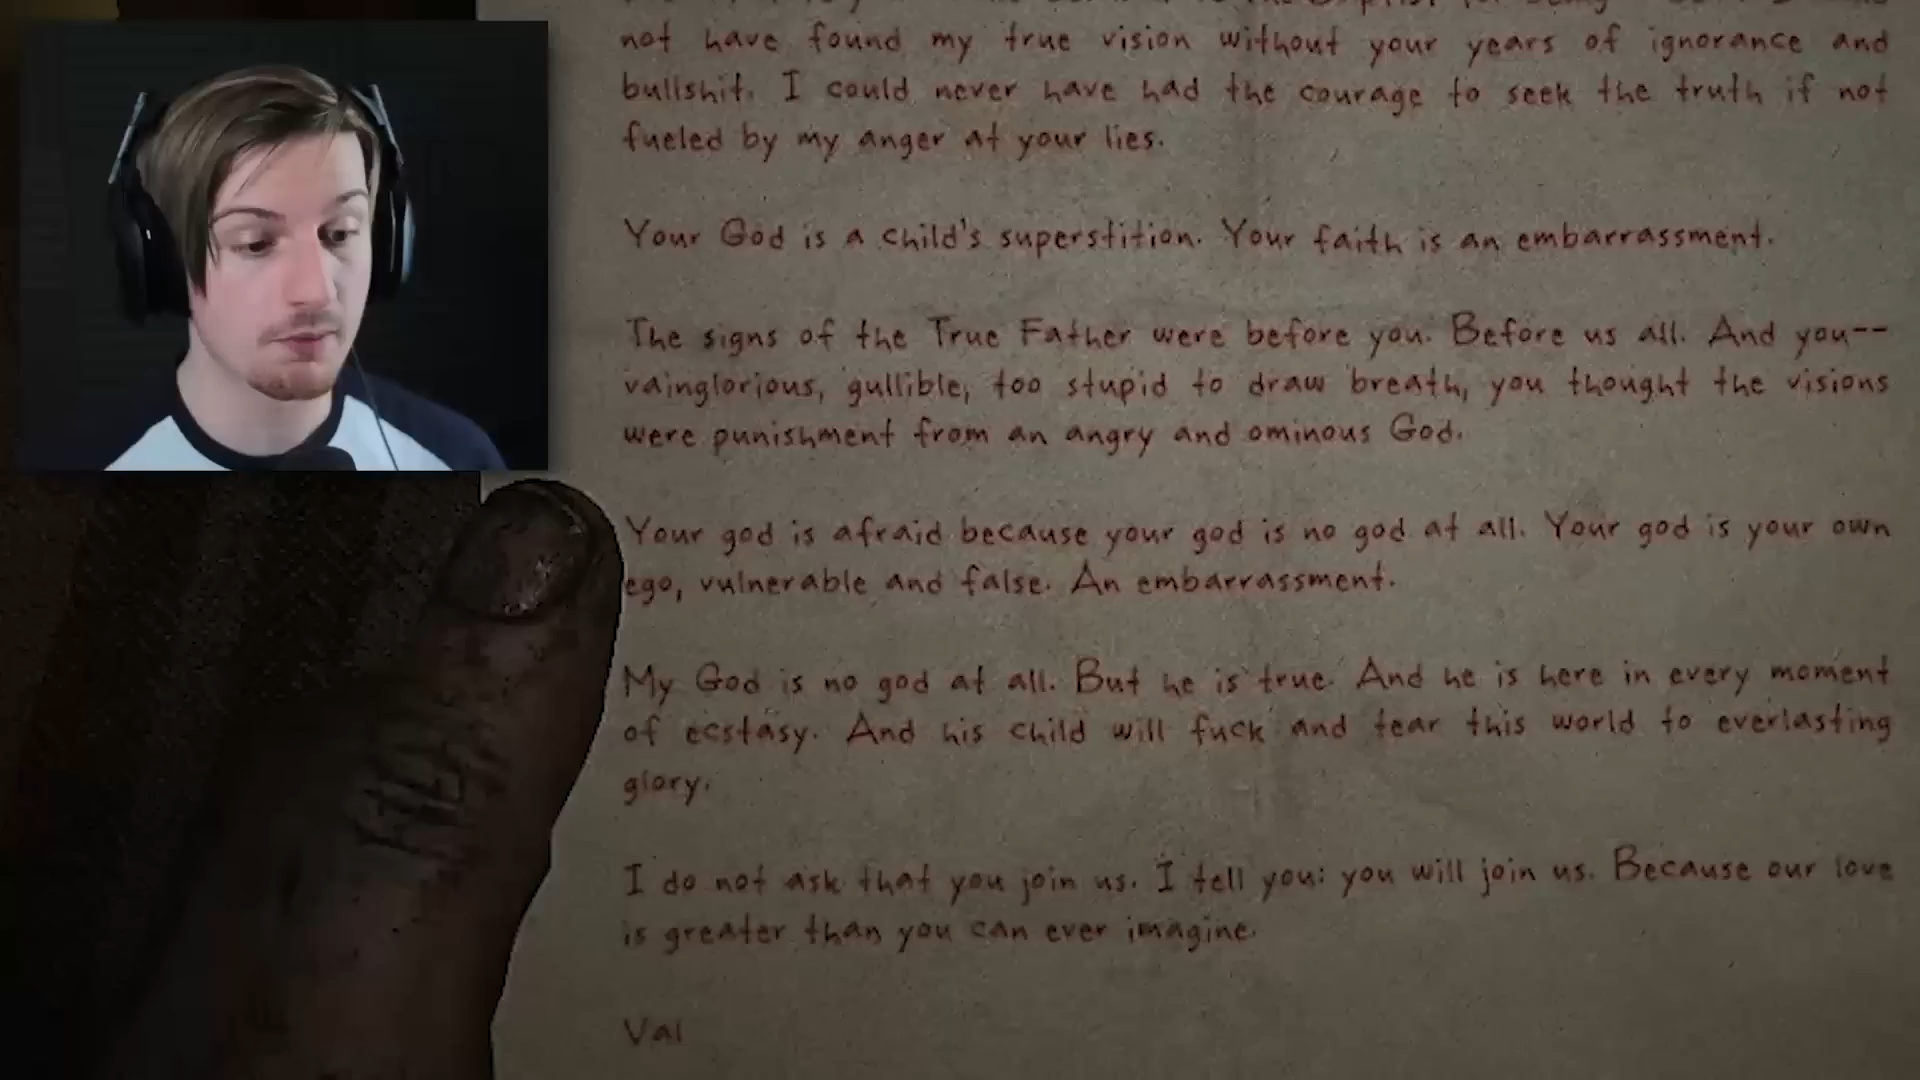 not have found my true vision without your years of ignorance and
bullshit. I could never have had the courage to seek the truth if not
fueled by my anger at your lies.
Your God is a child's superstition. Your faith is an embarrassment.
The signs of the True Father were before you. Before us all. And you--
vainglorious, gullible, too stupid to draw breath, you thought the visions
were punishment from an angry and ominous God.
Your god is afraid because your god is no god at all. Your god is your own
ego, vulnerable and false. An embarrassment.
My God is no god at all. But he is true. And he is here in every moment
of ecstasy. And his child will fuck and tear this world to everlasting
glory.
I do not ask that you join us. I tell you: you will join us. Because our love
is greater than you can ever imagine.
Val